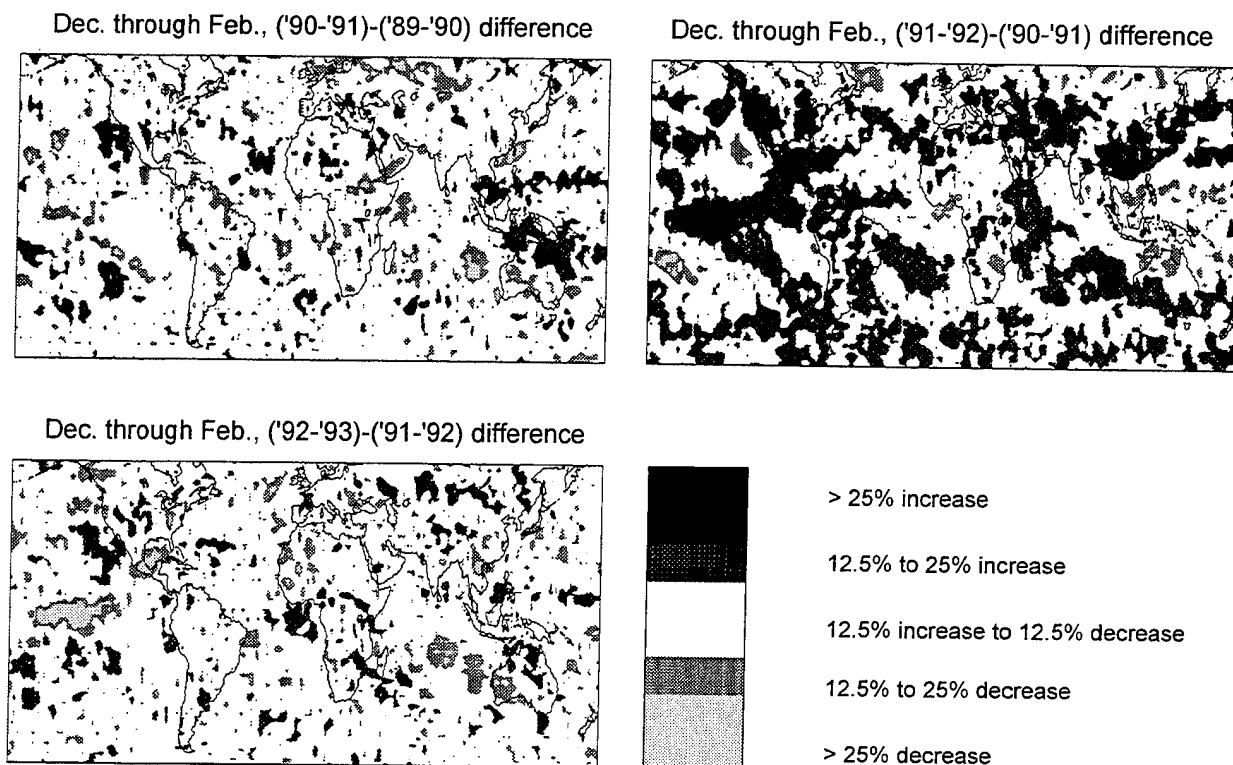 Dec. through Feb., ('90-'91)-('89-'90) difference
Dec. through Feb., ('91-'92)-('90-'91) difference
Dec. through Feb., ('92-'93)-('91-'92) difference
> 25% increase
12.5% to 25% increase
12.5% increase to 12.5% decrease
12.5% to 25% decrease
> 25% decrease